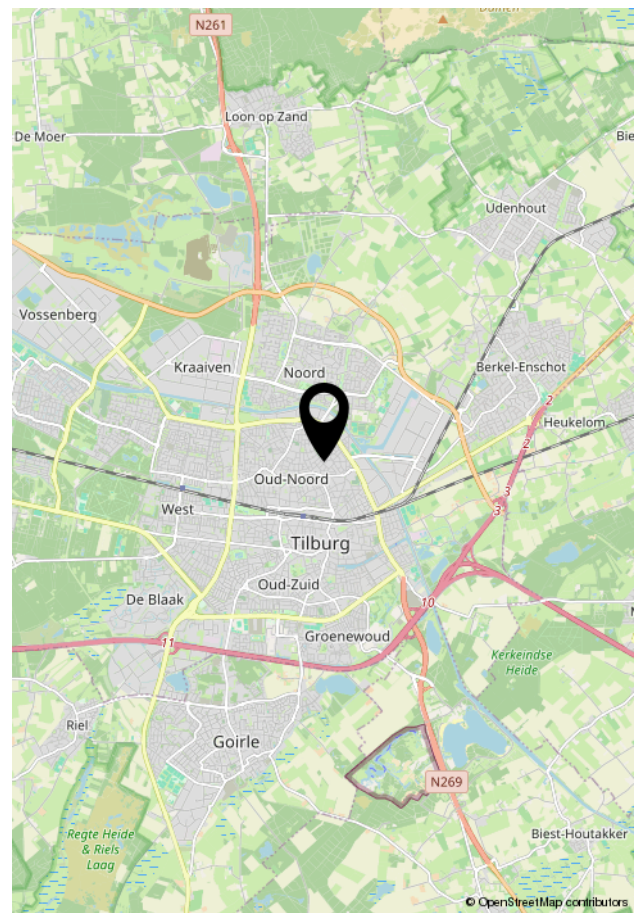 Duinen
N261
Loon op Zand
De Moer
Bie
Udenhout
Vossenberg
Kraaiven
Noord
Berkel-Enschot
2
Heukelom
2
Oud-Noord
3
West
3
Tilburg
Oud-Zuid
De Blaak
10
Groenewoud
11
Kerkeindse
Heide
Riel
Goirle
N269
Regte Heide
& Riels
Laag
Biest-Houtakker
© OpenStreetMap contributors